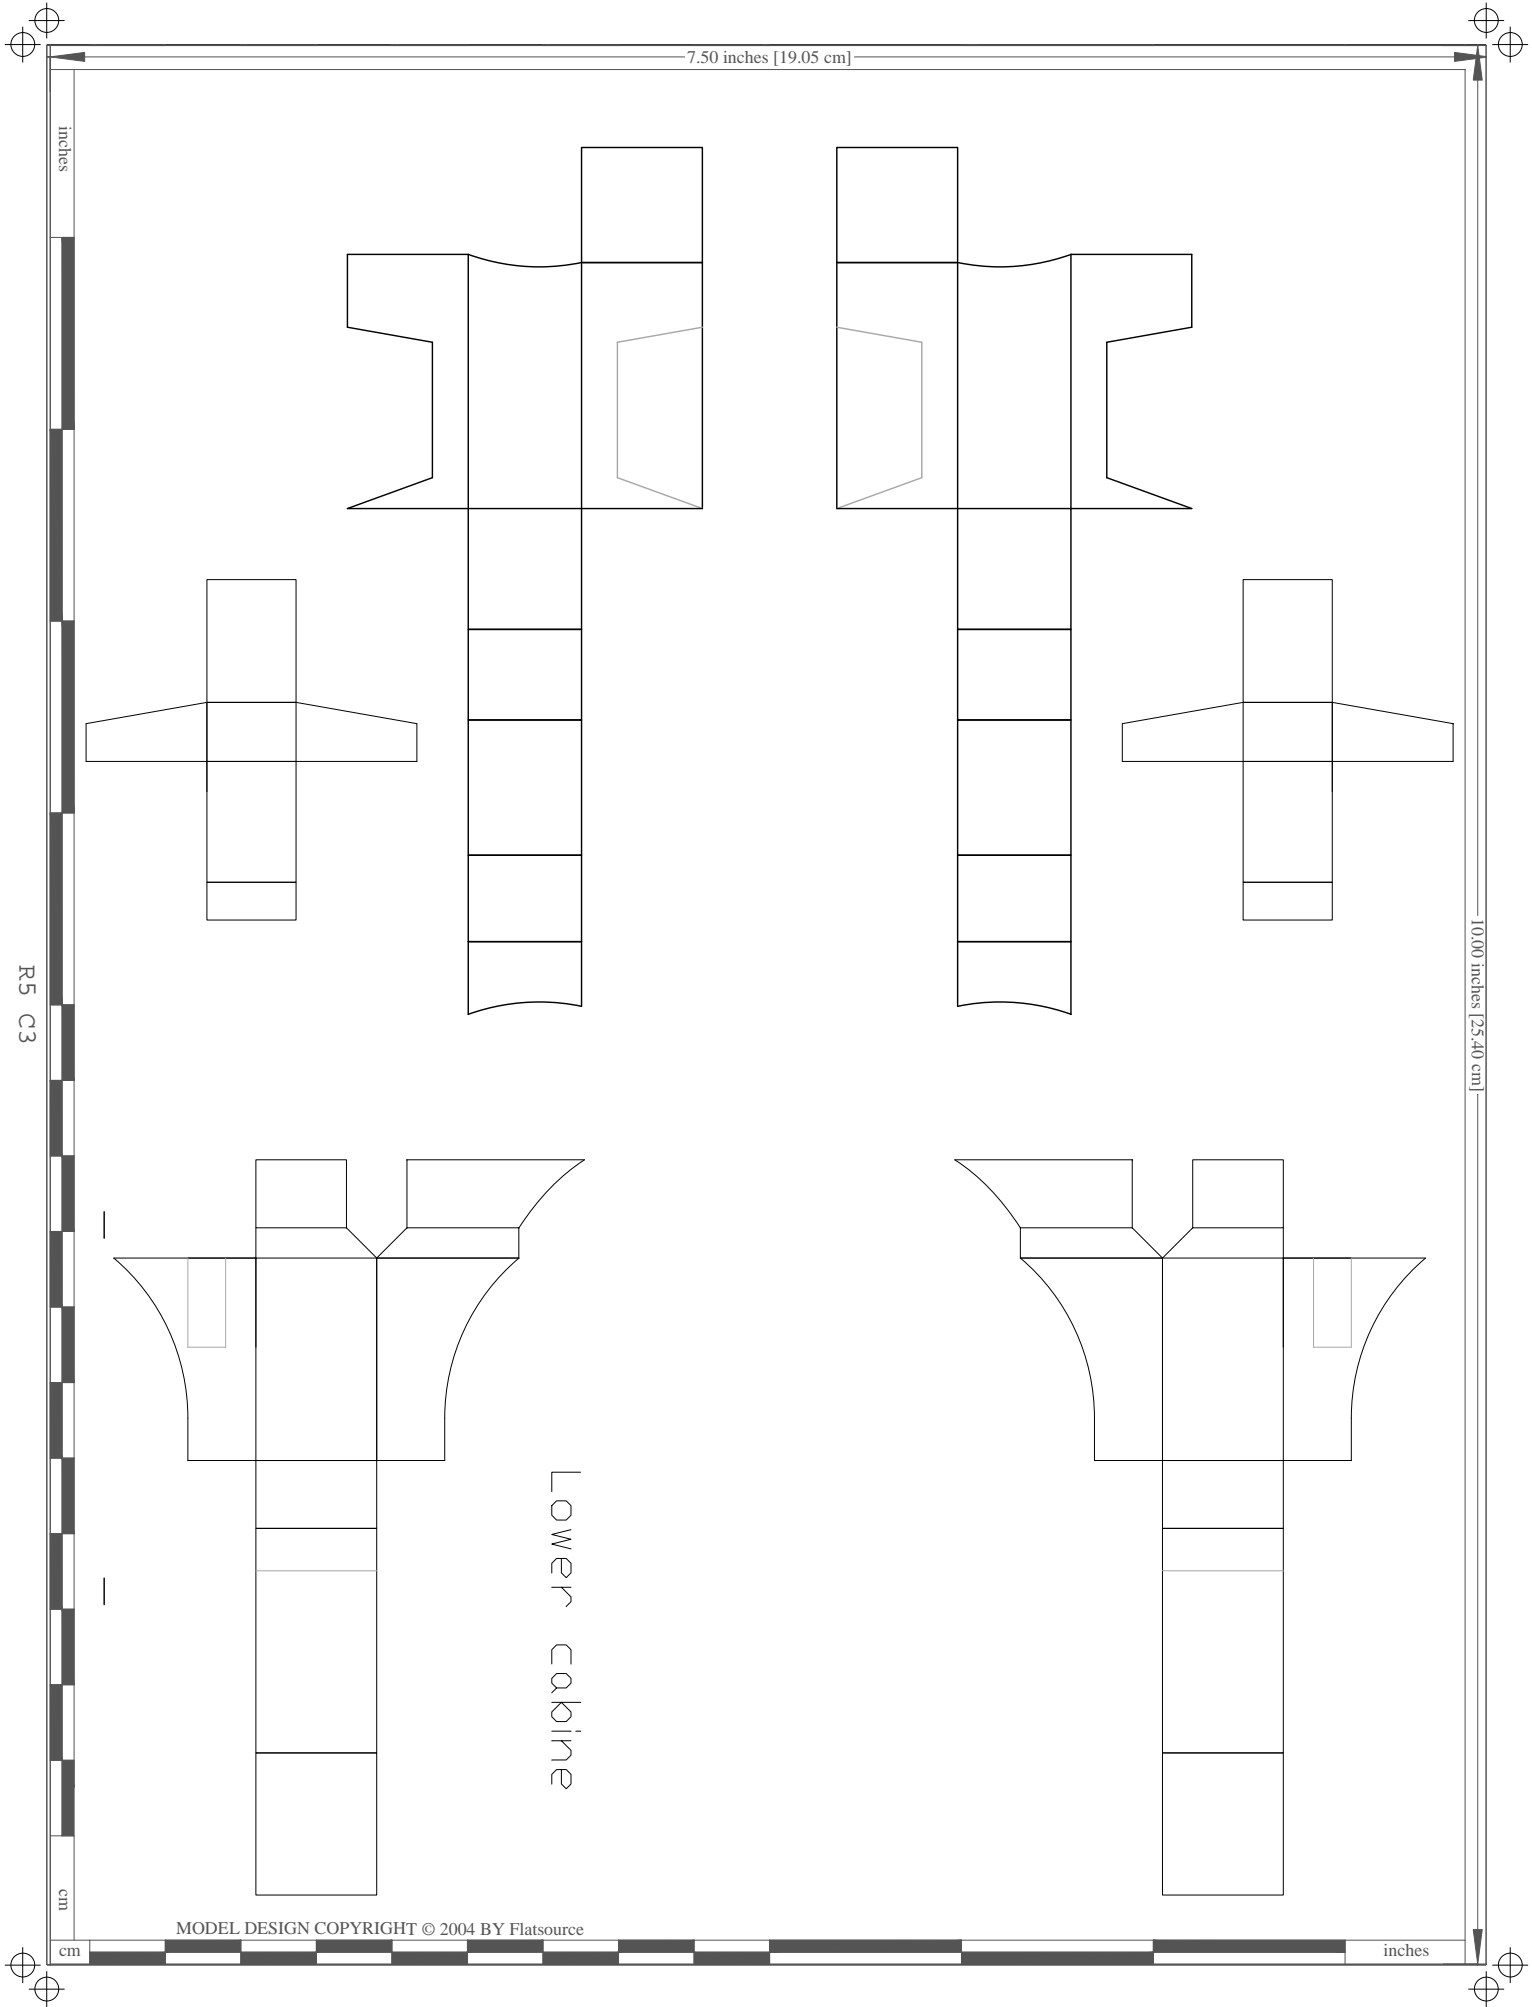 7.50 inches [19.05 cm]
inches
10.00 inches [25.40 cm]
R5 C3
Lower cabine
cm
MODEL DESIGN COPYRIGHT © 2004 BY Flatsource
cm
inches